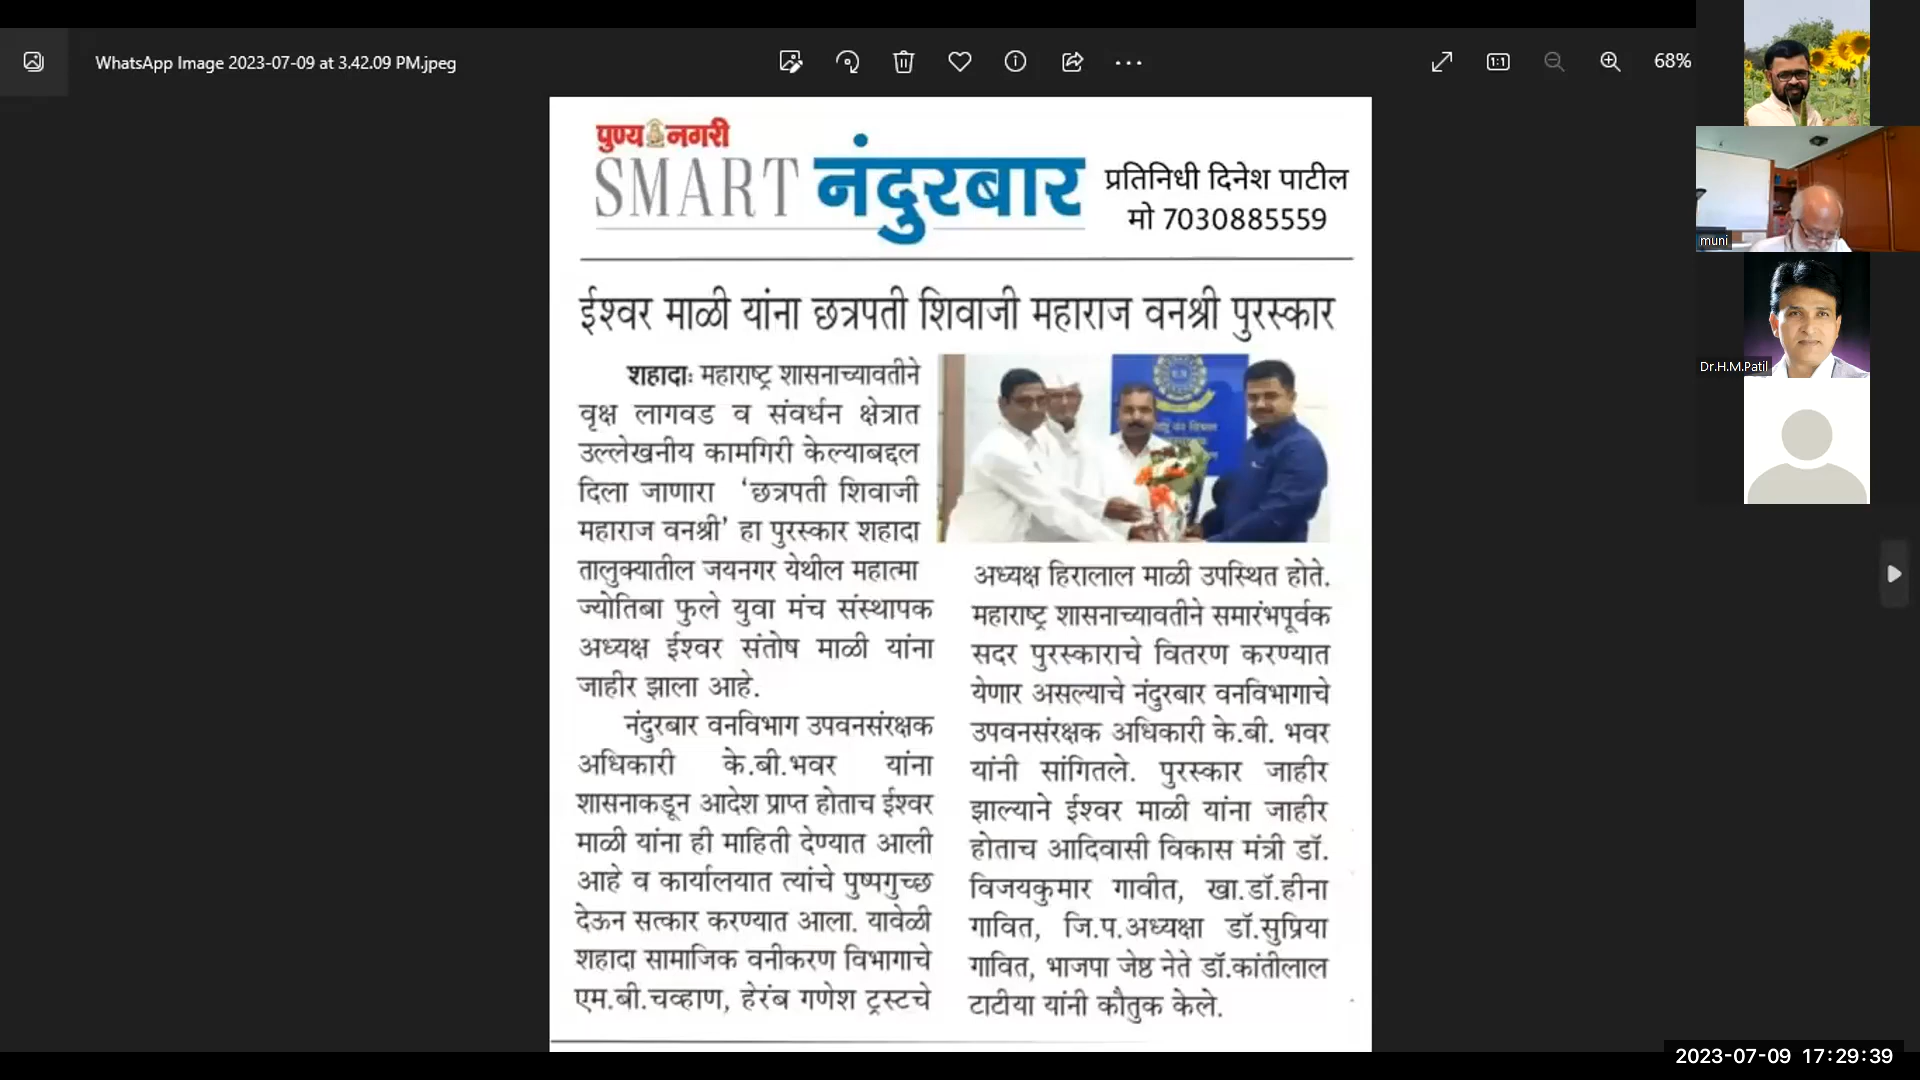 WhatsApp Image 2023-07-09 at 3.42.09 PM.jpeg
1:1
68%
पुण्य नगरी
SMART नंदुरबार
प्रतिनिधी दिनेश पाटील
मो 7030885559
ईश्वर माळी यांना छत्रपती शिवाजी महाराज वनश्री पुरस्कार
शहादाः महाराष्ट्र शासनाच्यावतीने
वृक्ष लागवड व संवर्धन क्षेत्रात
उल्लेखनीय कामगिरी केल्याबद्दल
दिला जाणारा ‘छत्रपती शिवाजी
महाराज वनश्री’ हा पुरस्कार शहादा
तालुक्यातील जयनगर येथील महात्मा
ज्योतिबा फुले युवा मंच संस्थापक
अध्यक्ष ईश्वर संतोष माळी यांना
जाहीर झाला आहे.
नंदुरबार वनविभाग उपवनसंरक्षक
अधिकारी के.बी.भवर यांना
शासनाकडून आदेश प्राप्त होताच ईश्वर
माळी यांना ही माहिती देण्यात आली
आहे व कार्यालयात त्यांचे पुष्पगुच्छ
देऊन सत्कार करण्यात आला. यावेळी
शहादा सामाजिक वनीकरण विभागाचे
एम.बी.चव्हाण, हेरंब गणेश ट्रस्टचे
अध्यक्ष हिरालाल माळी उपस्थित होते.
महाराष्ट्र शासनाच्यावतीने समारंभपूर्वक
सदर पुरस्काराचे वितरण करण्यात
येणार असल्याचे नंदुरबार वनविभागाचे
उपवनसंरक्षक अधिकारी के.बी. भवर
यांनी सांगितले. पुरस्कार जाहीर
झाल्याने ईश्वर माळी यांना जाहीर
होताच आदिवासी विकास मंत्री डॉ.
विजयकुमार गावीत, खा.डॉ.हीना
गावित, जि.प.अध्यक्षा डॉ.सुप्रिया
गावित, भाजपा जेष्ठ नेते डॉ.कांतीलाल
टाटीया यांनी कौतुक केले.
muni
Dr.H.M.Patil
2023-07-09 17:29:39